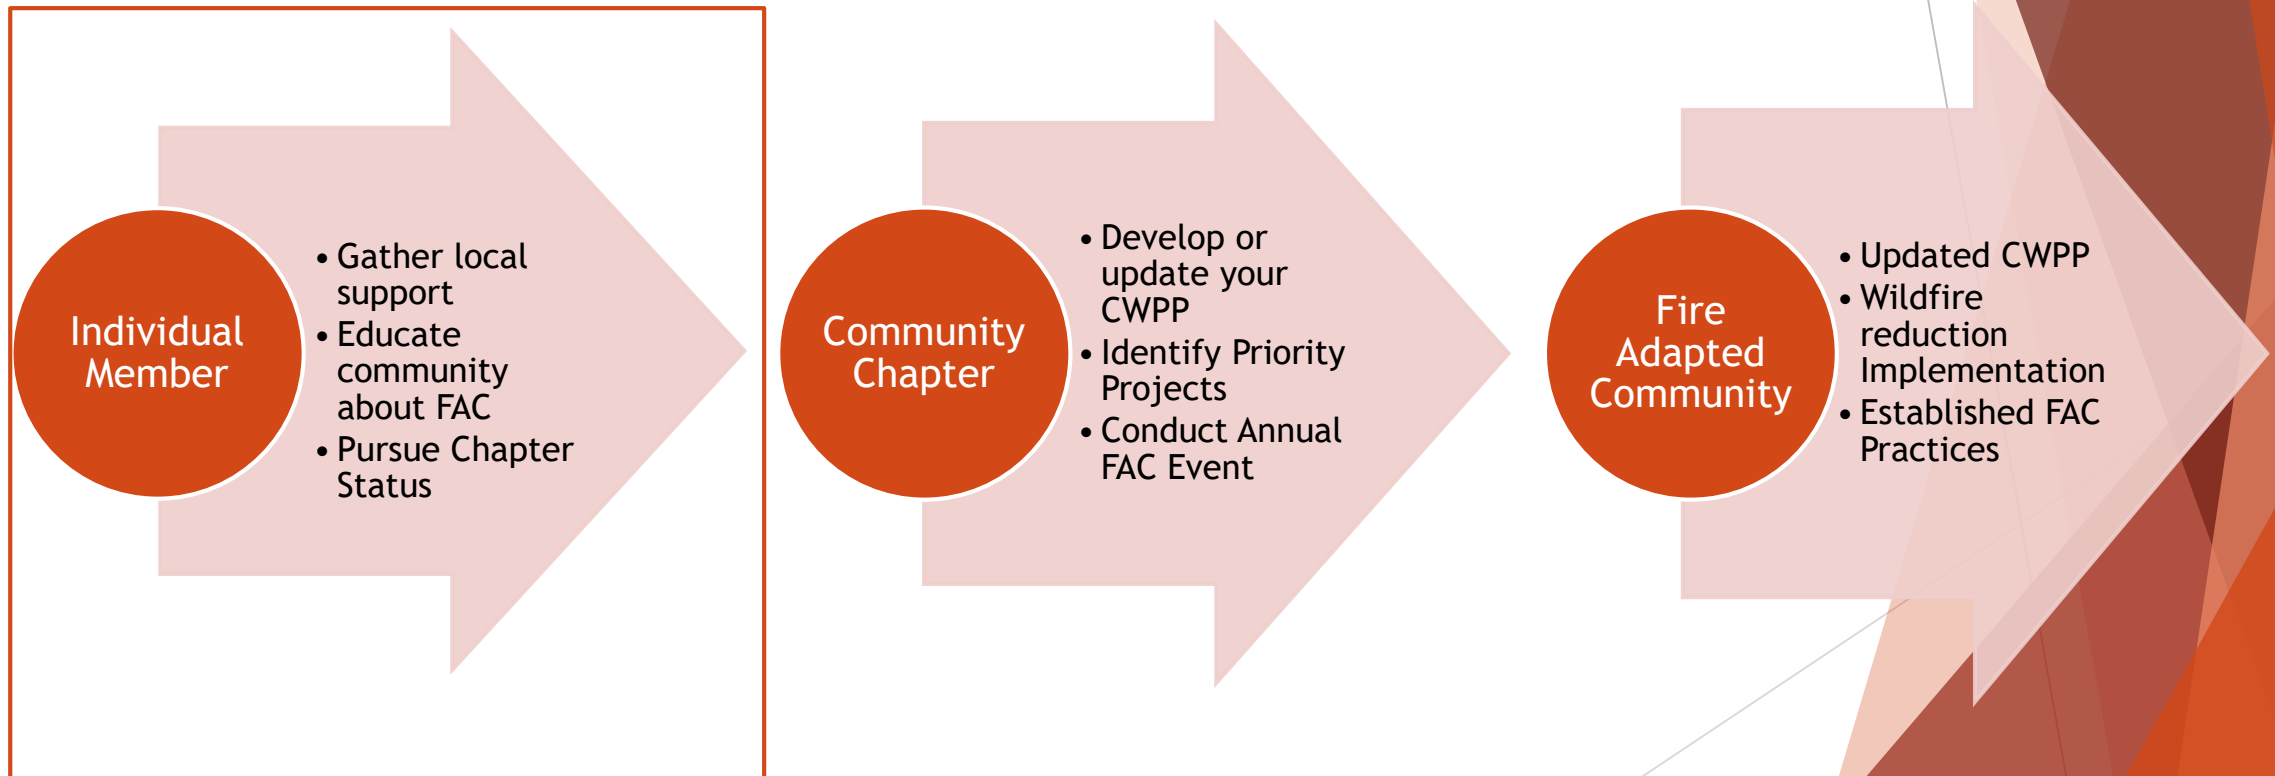 Individual
Member
• Gather local
support
• Educate
community
about FAC
• Pursue Chapter
Status
Community
Chapter
• Develop or
update your
CWPP
• Identify Priority
Projects
• Conduct Annual
FAC Event
Fire
Adapted
Community
• Updated CWPP
• Wildfire
reduction
Implementation
• Established FAC
Practices